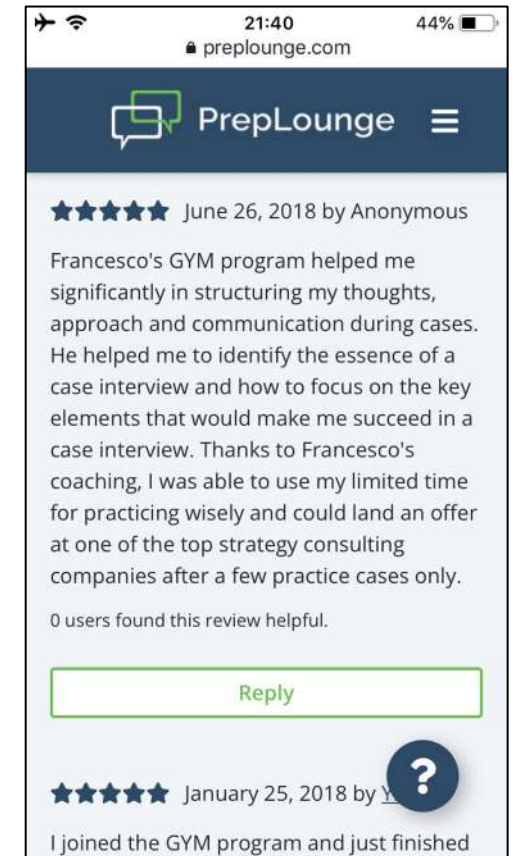 21:40
44%
preplounge.com
PrepLounge
June 26, 2018 by Anonymous
Francesco's GYM program helped me
significantly in structuring my thoughts,
approach and communication during cases.
He helped me to identify the essence of a
case interview and how to focus on the key
elements that would make me succeed in a
case interview. Thanks to Francesco's
coaching, I was able to use my limited time
for practicing wisely and could land an offer
at one of the top strategy consulting
companies after a few practice cases only.
0 users found this review helpful.
Reply
?
January 25, 2018 by
I joined the GYM program and just finished